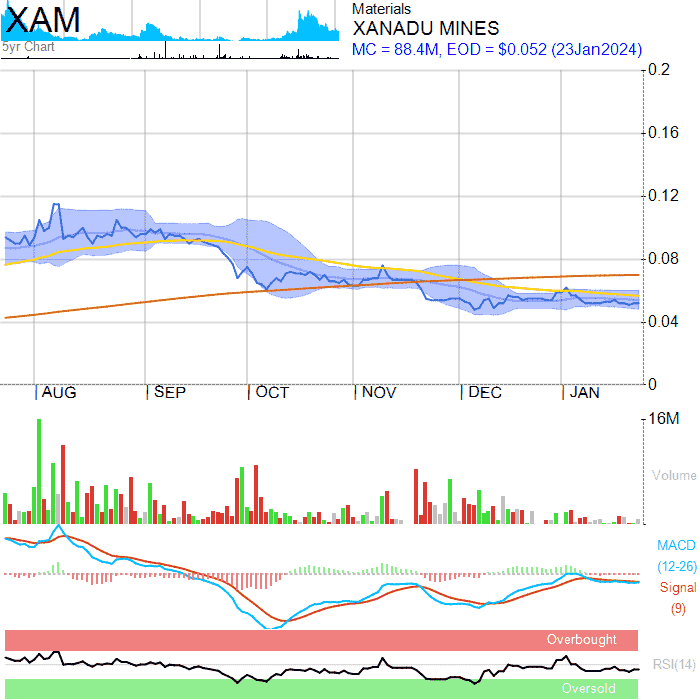 XAM
5yr Chart
Materials
XANADU MINES
MC = 88.4M, EOD = $0.052 (23Jan2024)
0.2
0.16
0.12
0.08
0.04
0
AUG SEP OCT NOV DEC JAN
16M
Volume
MACD
(12-26)
Signal
(9)
Overbought
RSI(14)
Oversold